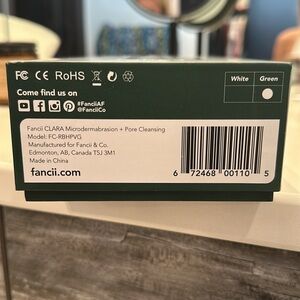 FC CE RoHS
White Green
Come find us on
#FanciiAF
@FanciiCo
Fancii CLARA Microdermabrasion + Pore Cleansing
Model: FC-RBHPVG
Manufactured for Fancii & Co.
Edmonton, AB, Canada T5J 3M1
Made in China
fancii.com
6 72468 00110 5